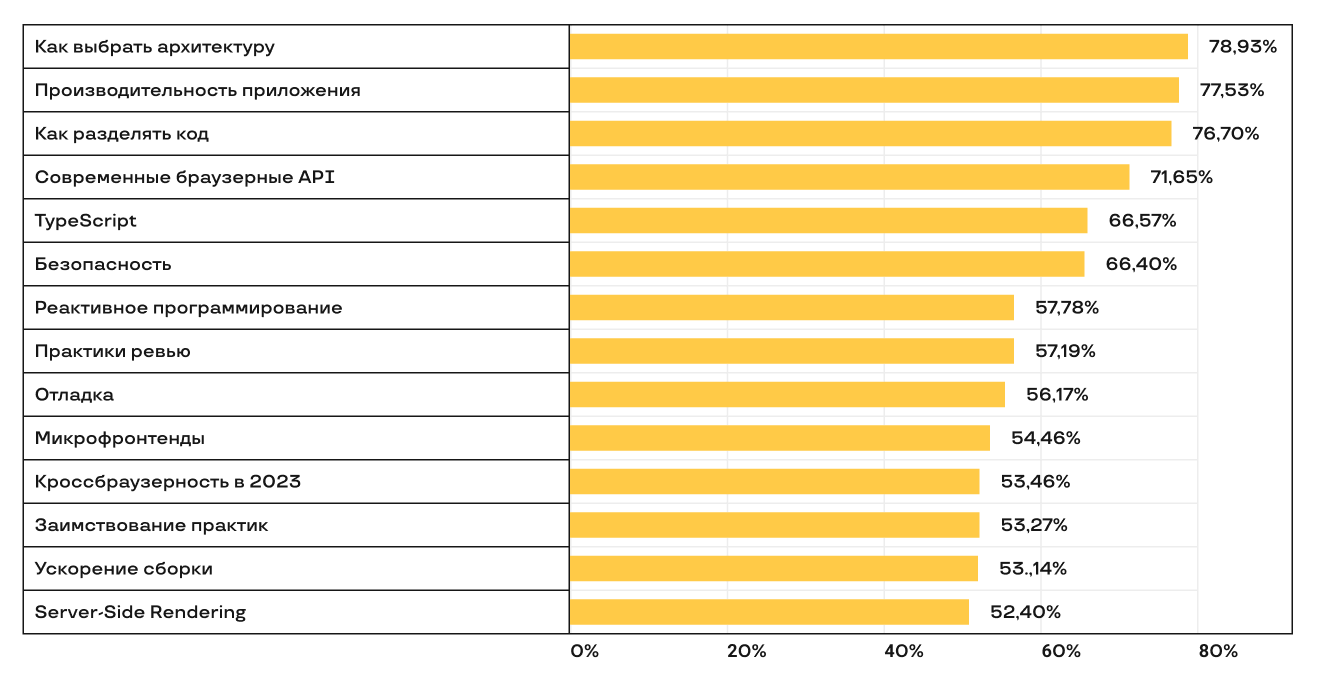 Как выбрать архитектуру 78,93%
Производительность приложения 77,53%
Как разделять код 76,70%
Современные браузерные API 71,65%
TypeScript 66,57%
Безопасность 66,40%
Реактивное программирование 57,78%
Практики ревью 57,19%
Отладка 56,17%
Микрофронтенды 54,46%
Кроссбраузерность в 2023 53,46%
Заимствование практик 53,27%
Ускорение сборки 53.,14%
Server-Side Rendering 52,40%
0% 20% 40% 60% 80%